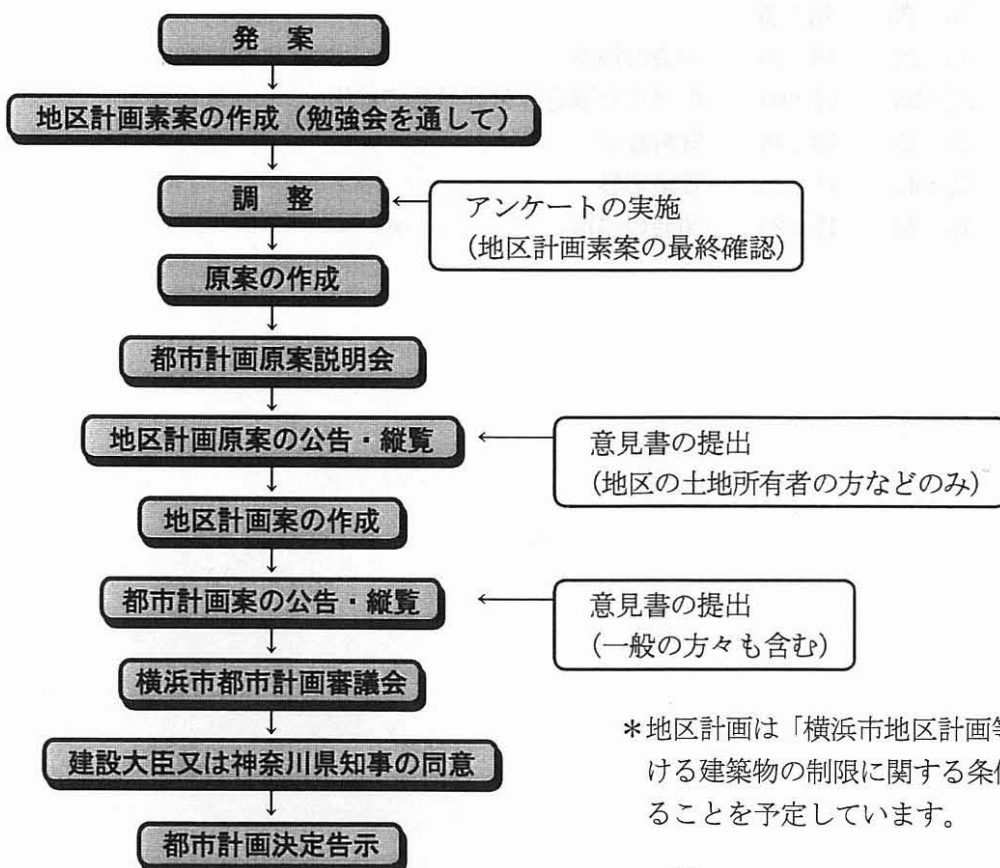 発 案
地区計画素案の作成（勉強会を通して）
調 整
アンケートの実施
（地区計画素案の最終確認）
原案の作成
都市計画原案説明会
地区計画原案の公告・縦覧
意見書の提出
（地区の土地所有者の方などのみ）
地区計画案の作成
都市計画案の公告・縦覧
意見書の提出
（一般の方々も含む）
横浜市都市計画審議会
建設大臣又は神奈川県知事の同意
都市計画決定告示
＊地区計画は「横浜市地区計画等
ける建築物の制限に関する条
ることを予定しています。